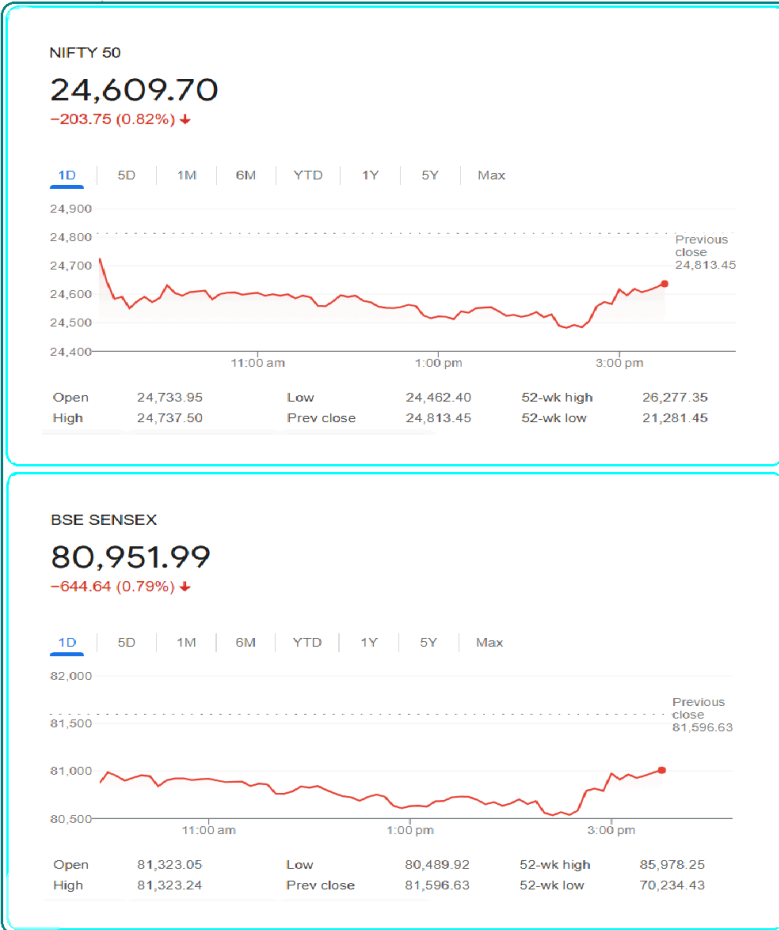 NIFTY 50
24,609.70
−203.75 (0.82%) ↓
1D 5D 1M 6M YTD 1Y 5Y Max
24,900
24,800
Previous
close
24,813.45
24,700
24,600
24,500
24,400
11:00 am 1:00 pm 3:00 pm
Open 24,733.95 Low 24,462.40 52-wk high 26,277.35
High 24,737.50 Prev close 24,813.45 52-wk low 21,281.45
BSE SENSEX
80,951.99
−644.64 (0.79%) ↓
1D 5D 1M 6M YTD 1Y 5Y Max
82,000
Previous
close
81,596.63
81,500
81,000
80,500
11:00 am 1:00 pm 3:00 pm
Open 81,323.05 Low 80,489.92 52-wk high 85,978.25
High 81,323.24 Prev close 81,596.63 52-wk low 70,234.43